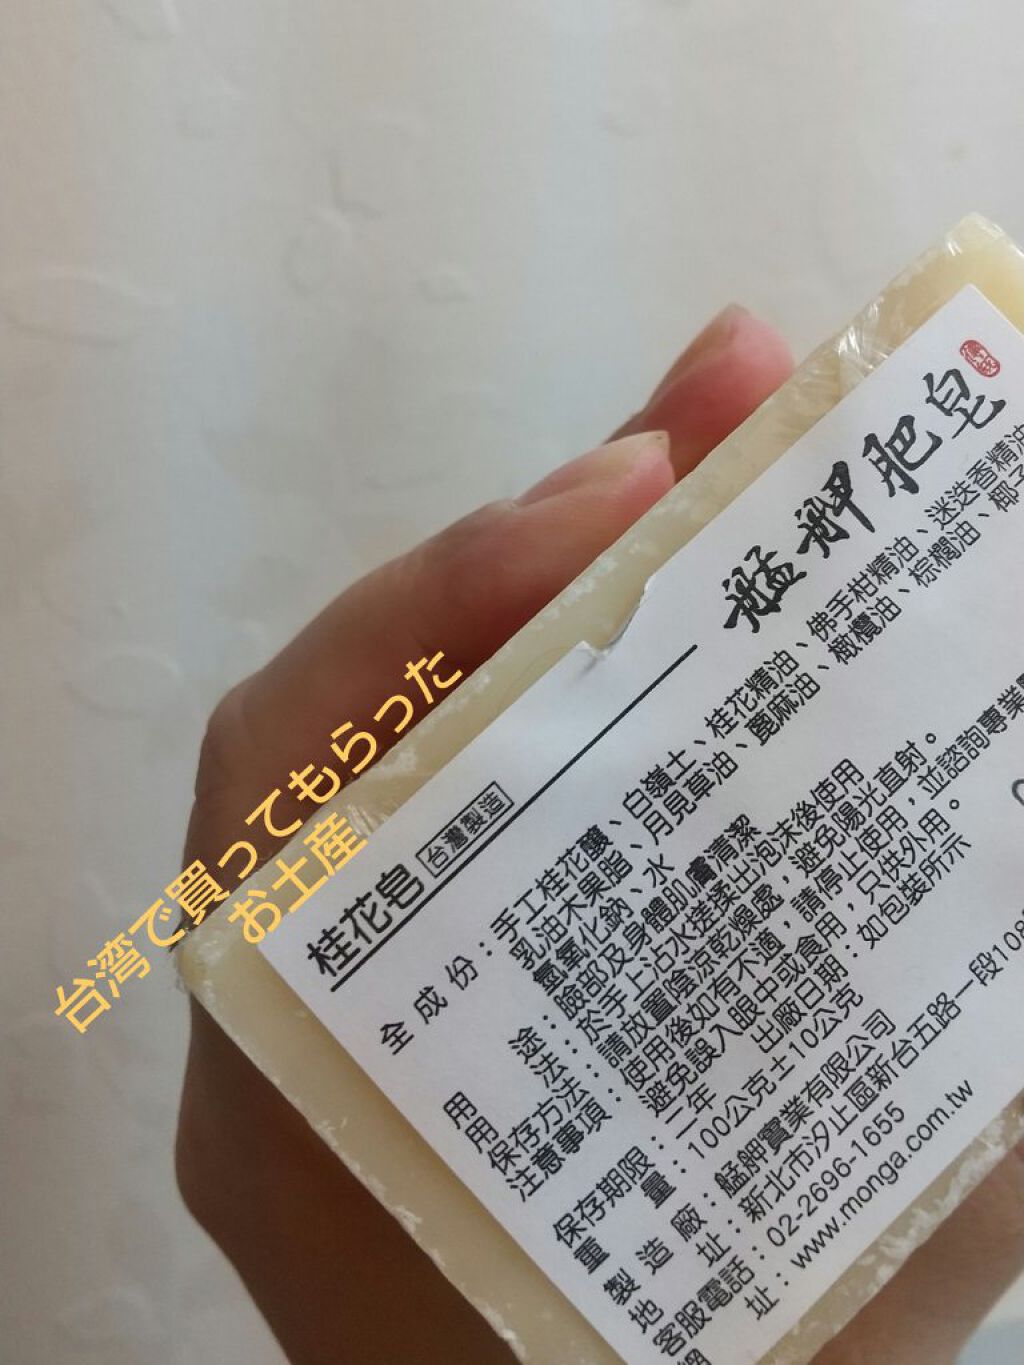 台湾で買ってもらった
お土産
艋舺肥皂
桂花皂 台灣製造
全成份：手工桂花釀、白嶺土、桂花精油、佛手柑精油、迷迭香精油
乳油木果脂、月見草油、蓖麻油、橄欖油、棕櫚油、椰子
氫氧化鈉、水
用途：臉部及身體肌膚清潔
用法：於手上沾水搓揉出泡沫後使用
保存方法：請放置陰涼乾燥處，避免陽光直射。
注意事項：使用後如有不適，請停止使用，並諮詢專業
避免誤入眼中或食用，只供外用。
保存期限：二年 出廠日期：如包裝所示
重量：100公克±10公克
製造廠：艋舺實業有限公司
地址：新北市汐止區新台五路一段108
客服電話：02-2696-1655
網址：www.monga.com.tw